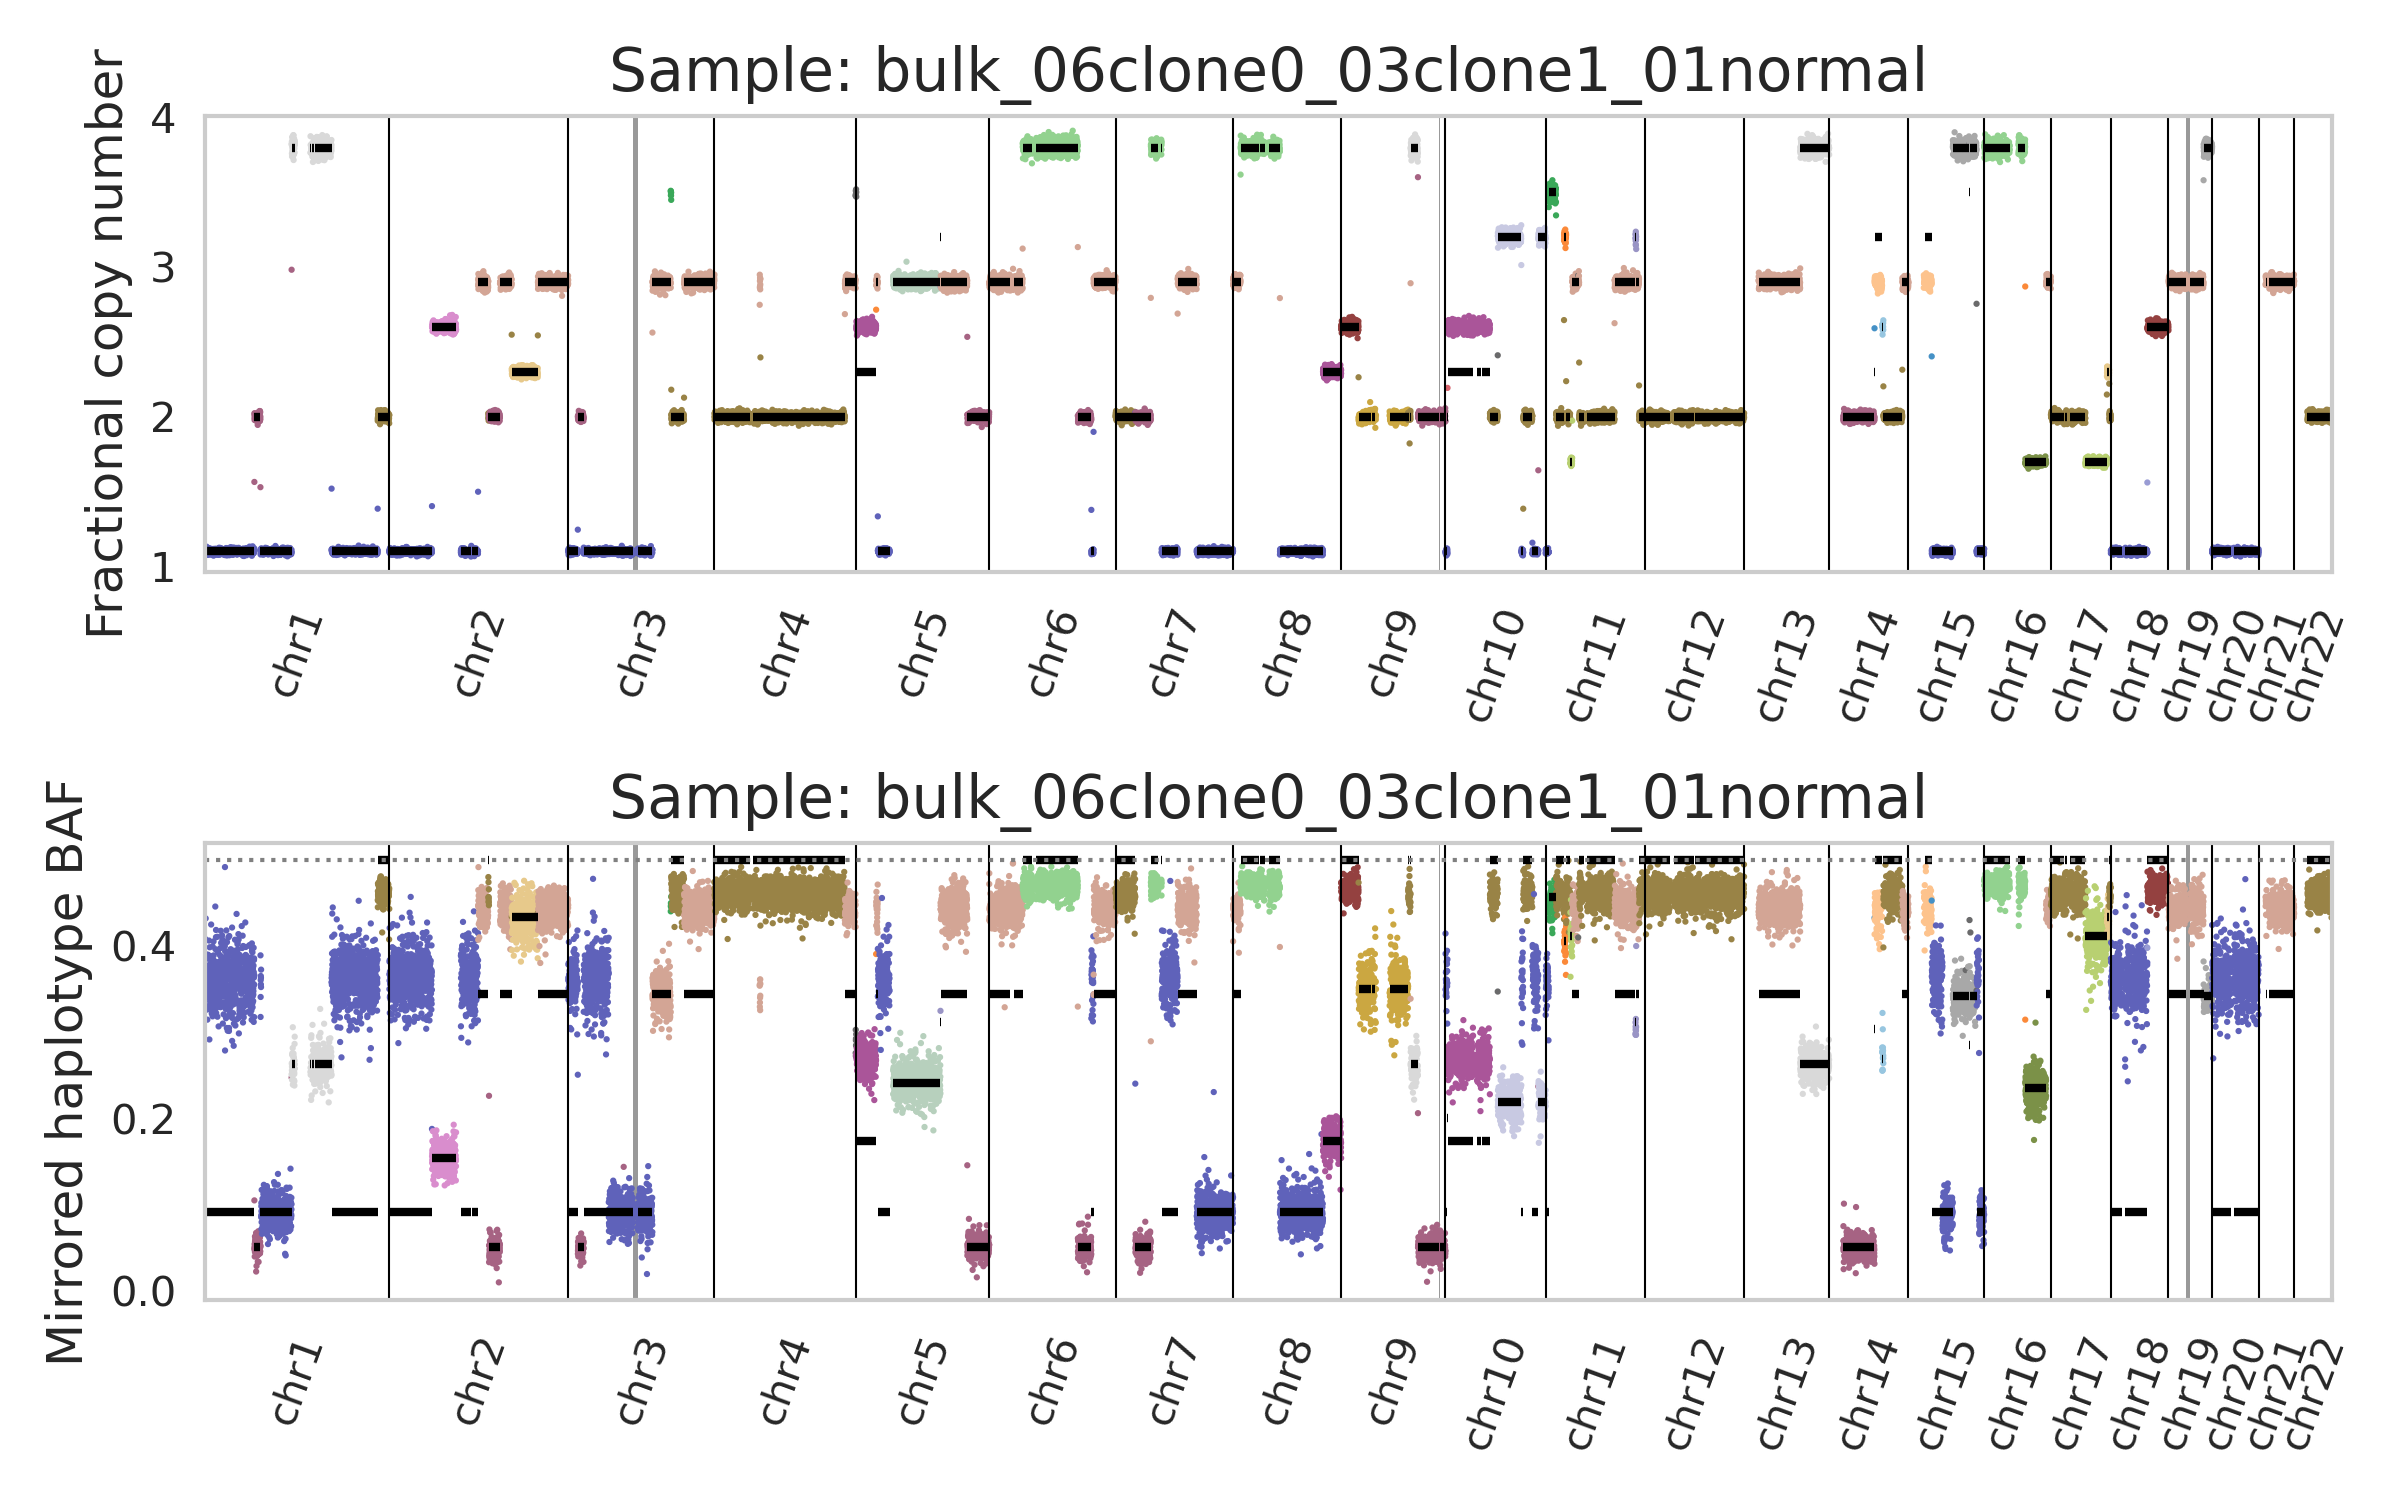 Sample: bulk_06clone0_03clone1_01normal
Fractional copy number
4
3
2
1
chr1 chr2 chr3 chr4 chr5 chr6 chr7 chr8 chr9 chr10 chr11 chr12 chr13 chr14 chr15 chr16 chr17 chr18 chr19 chr20 chr21 chr22
Sample: bulk_06clone0_03clone1_01normal
Mirrored haplotype BAF
0.4
0.2
0.0
chr1 chr2 chr3 chr4 chr5 chr6 chr7 chr8 chr9 chr10 chr11 chr12 chr13 chr14 chr15 chr16 chr17 chr18 chr19 chr20 chr21 chr22